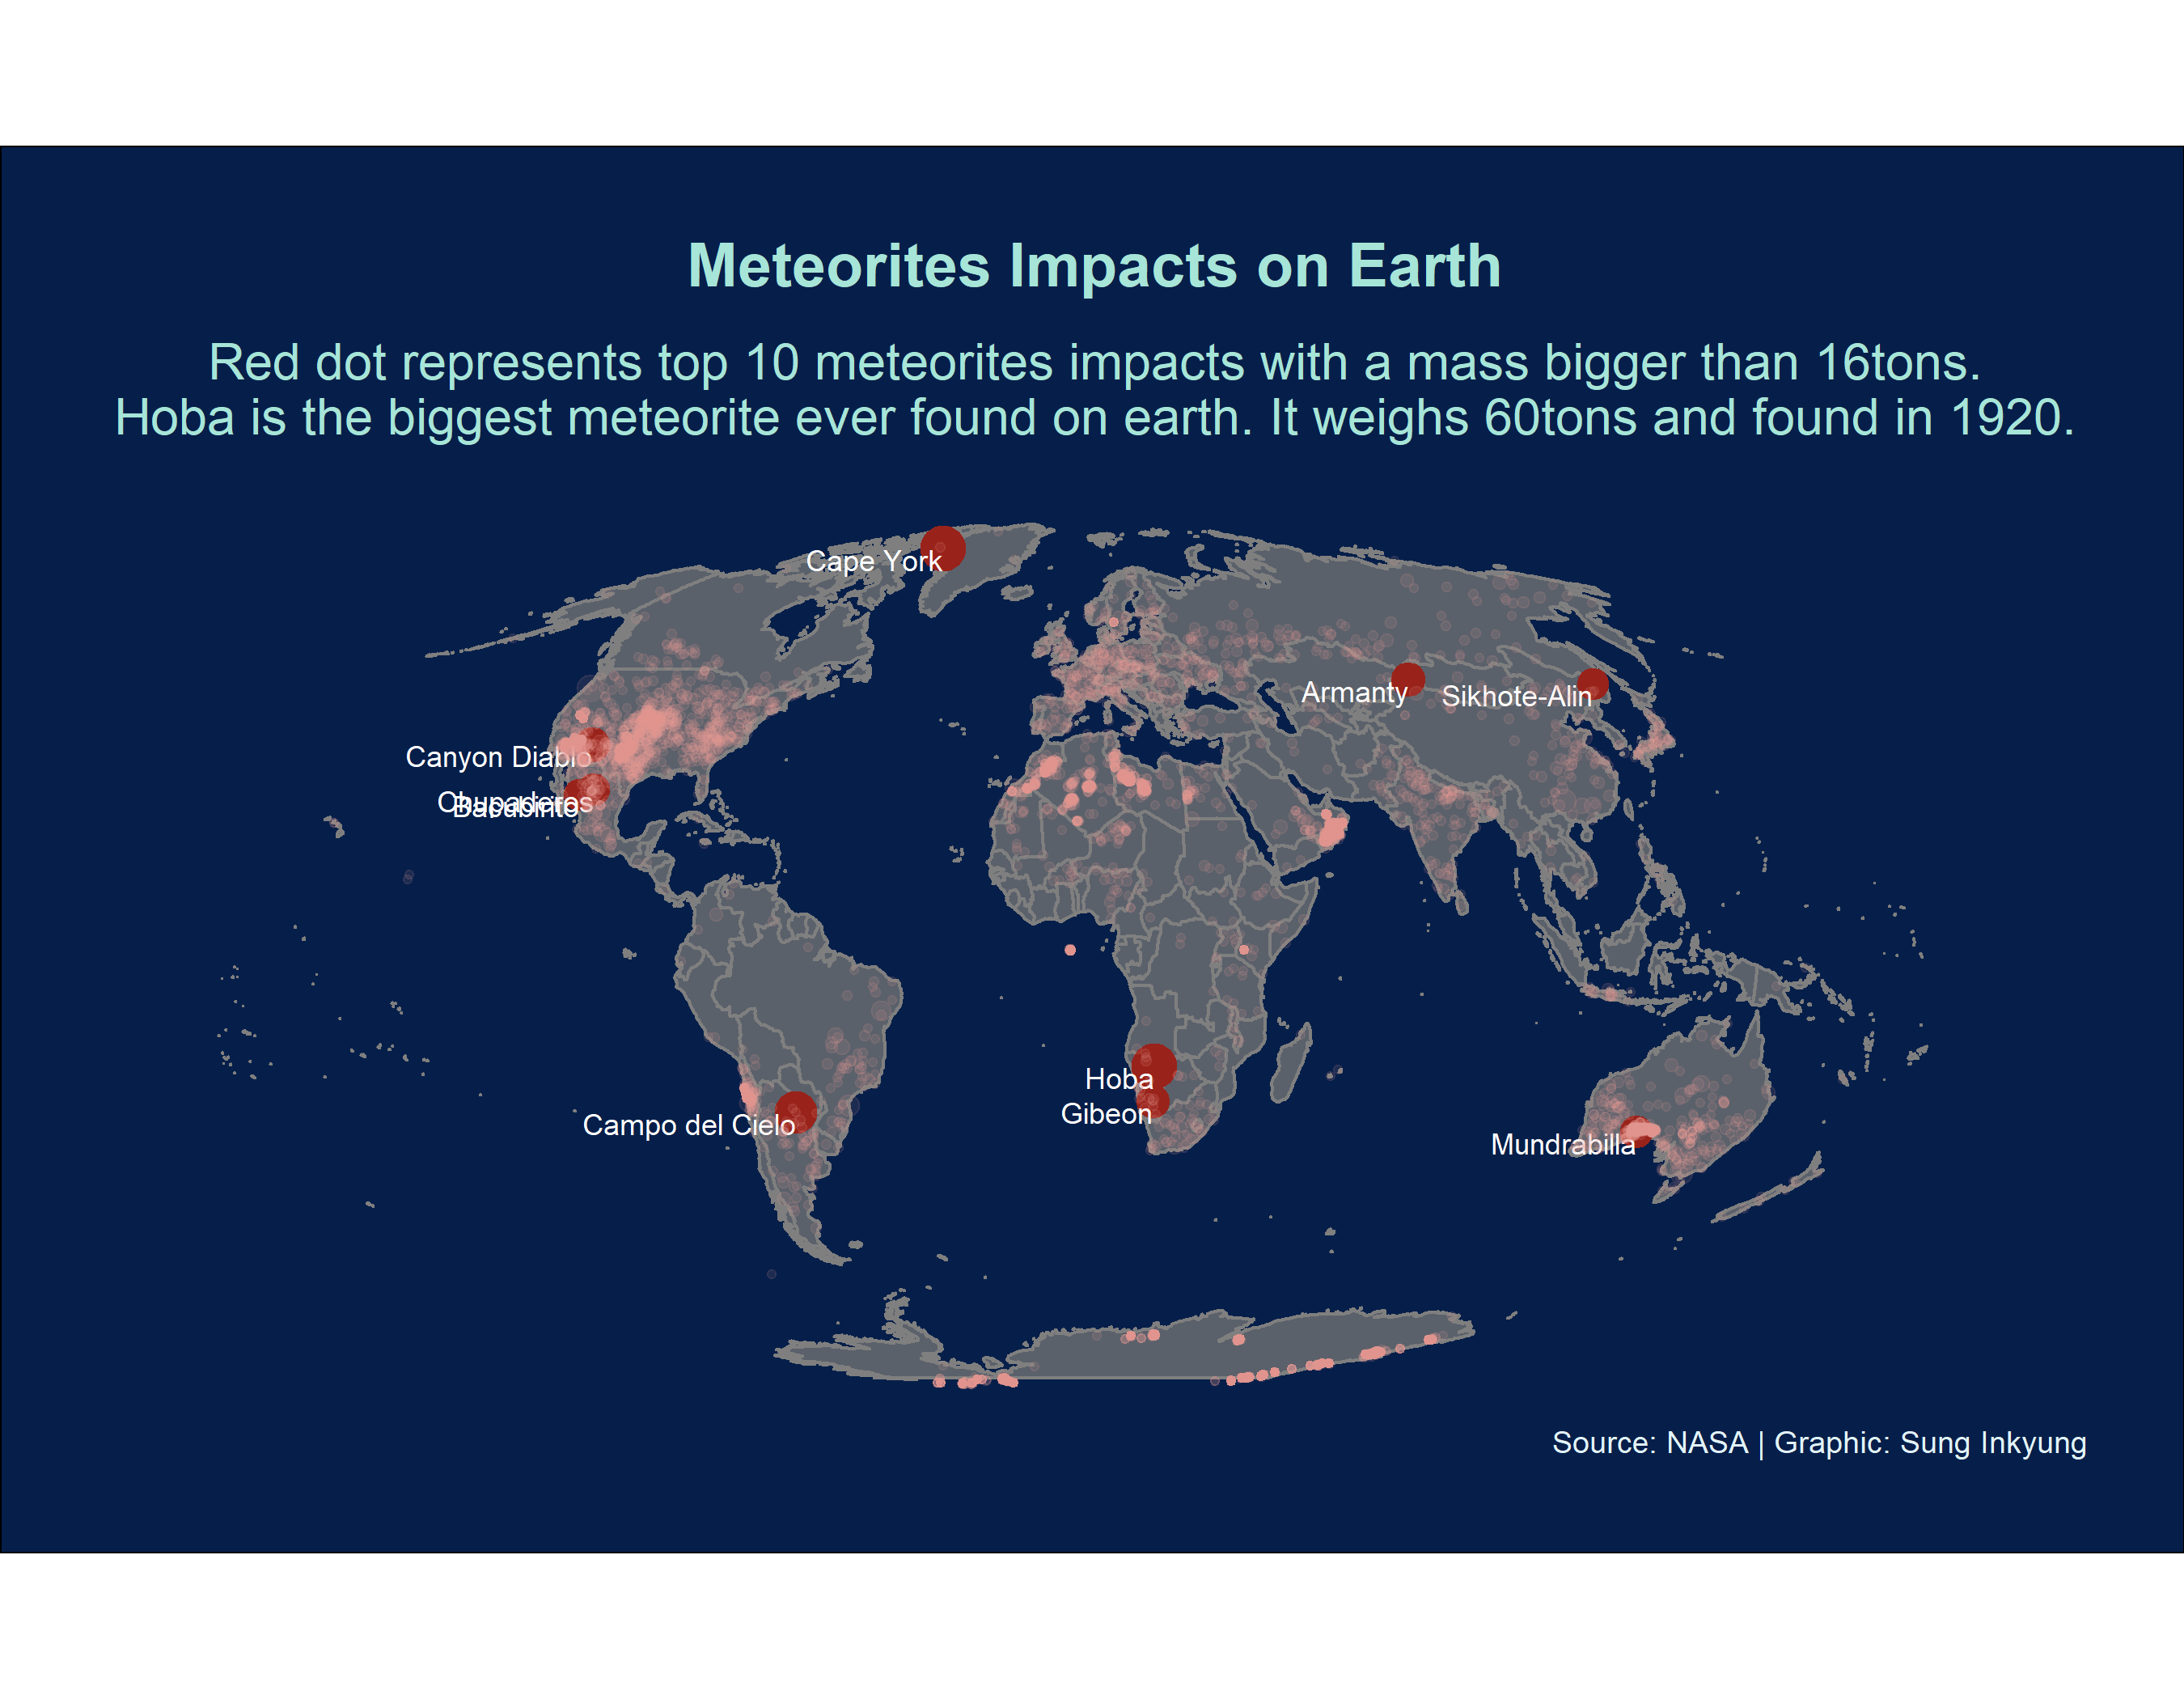 Meteorites Impacts on Earth
Red dot represents top 10 meteorites impacts with a mass bigger than 16tons.
Hoba is the biggest meteorite ever found on earth. It weighs 60tons and found in 1920.
Cape York
Armanty
Sikhote-Alin
Canyon Diablo
Chupaderos
Bacubirito
Hoba
Gibeon
Campo del Cielo
Mundrabilla
Source: NASA | Graphic: Sung Inkyung